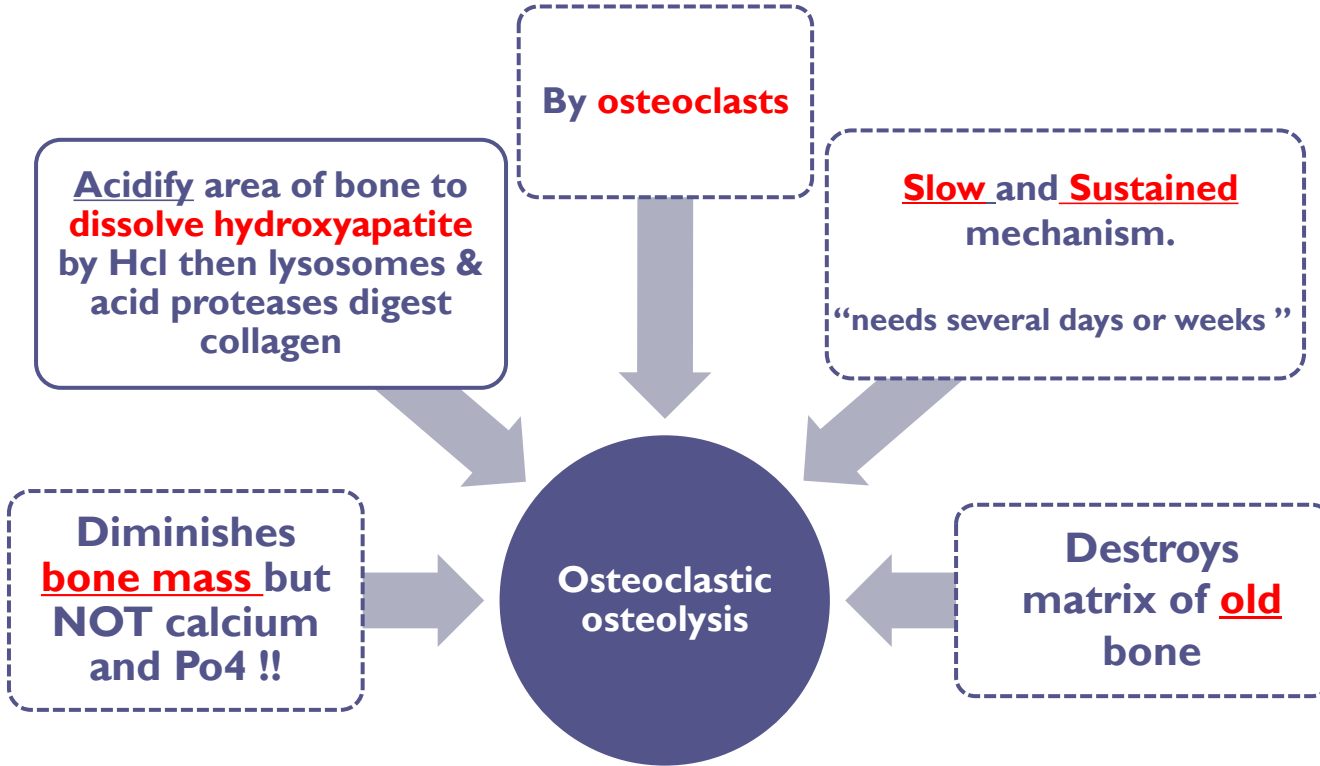 By osteoclasts
Acidify area of bone to
dissolve hydroxyapatite
by Hcl then lysosomes &
acid proteases digest
collagen
Slow and Sustained
mechanism.
“needs several days or weeks ”
Diminishes
bone mass but
NOT calcium
and Po4 !!
Osteoclastic
osteolysis
Destroys
matrix of old
bone